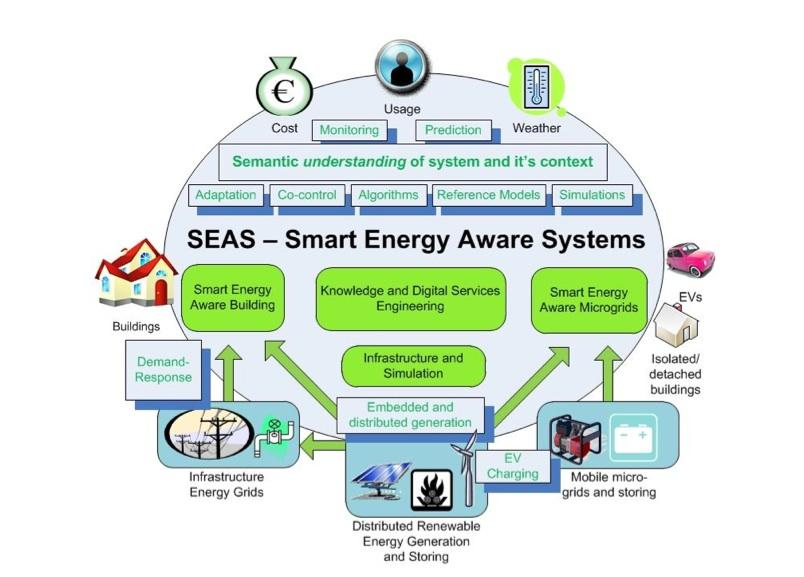 €
Usage
Cost
Monitoring
Prediction
Weather
Semantic understanding of system and it's context
Adaptation
Co-control
Algorithms
Reference Models
Simulations
SEAS – Smart Energy Aware Systems
Smart Energy
Aware Building
Knowledge and Digital Services
Engineering
Smart Energy
Aware Microgrids
EVs
Buildings
Demand-
Response
Infrastructure and
Simulation
Isolated/
detached
buildings
Embedded and
distributed generation
EV
Charging
Infrastructure
Energy Grids
Mobile micro-
grids and storing
Distributed Renewable
Energy Generation
and Storing